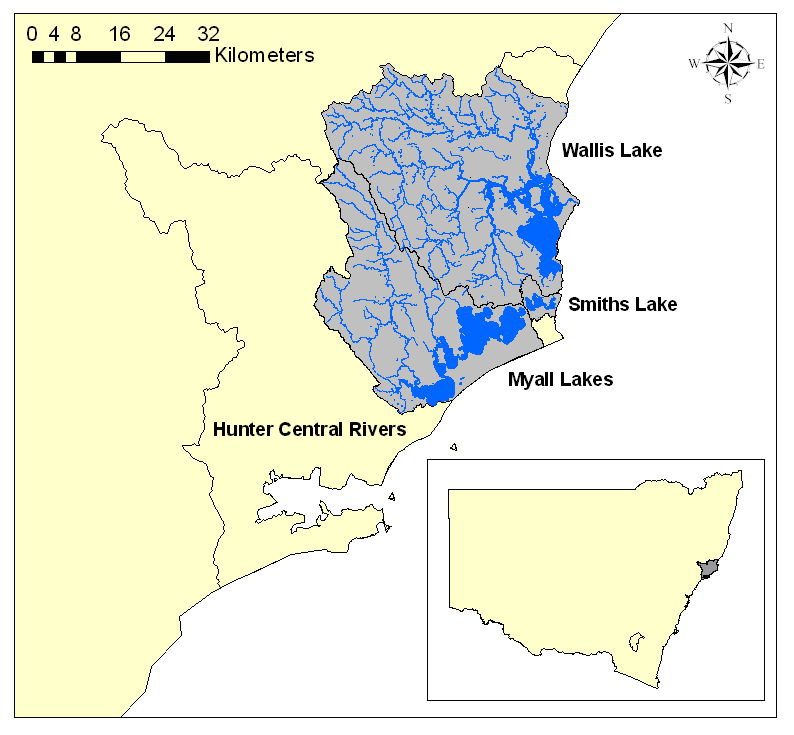 0 4 8 16 24 32
Kilometers
N
W E
S
Wallis Lake
Smiths Lake
Myall Lakes
Hunter Central Rivers